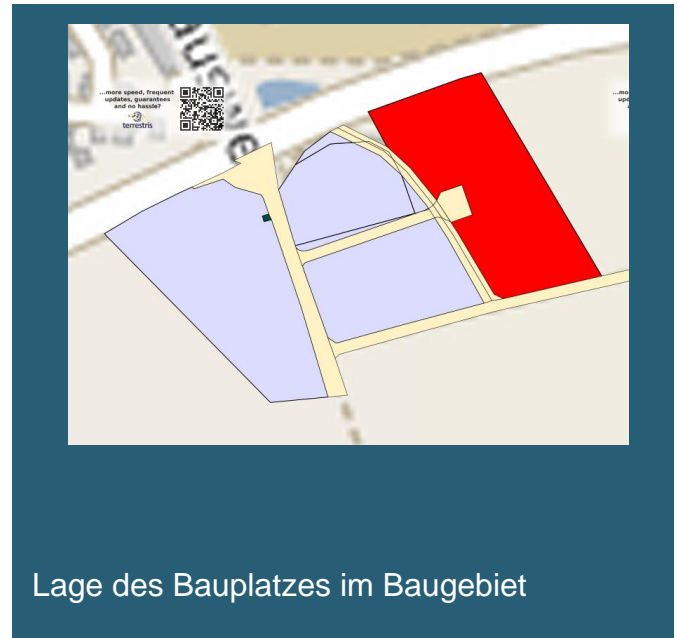 ...more speed, frequent
updates, guarantees
and no hassle?
terrestris
Lage des Bauplatzes im Baugebiet